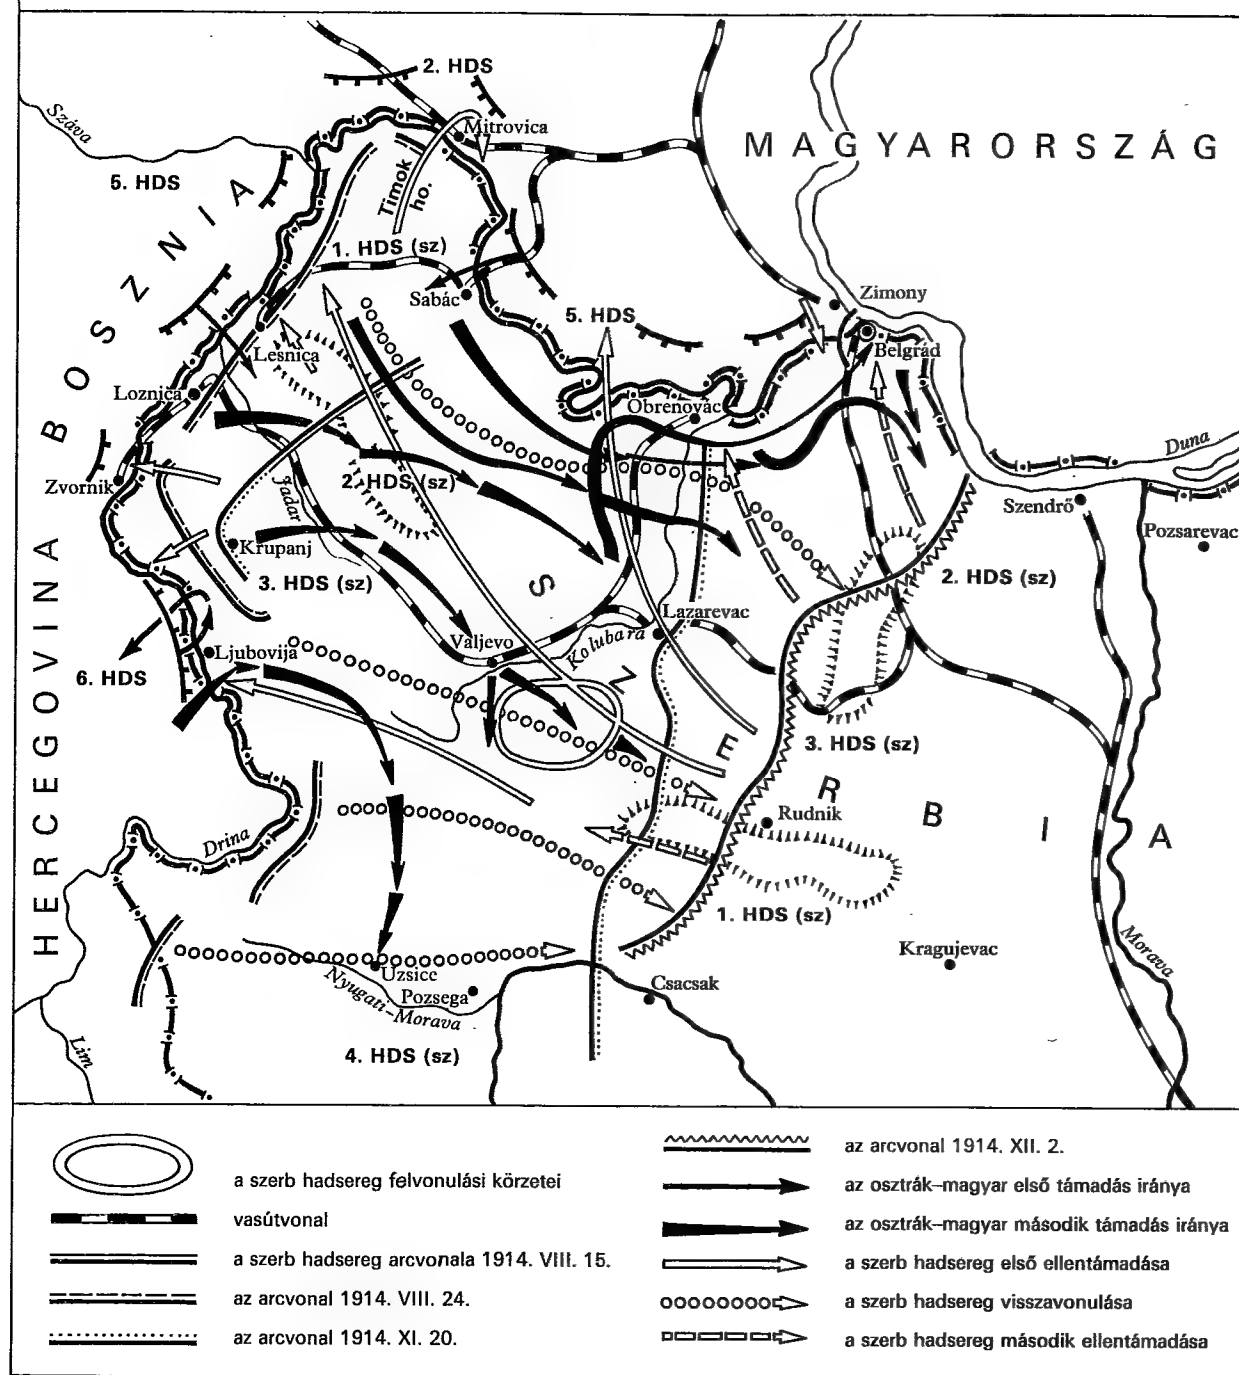 2. HDS
Száva
Mitrovica
MAGYARORSZÁG
5. HDS
Timok
ho.
BOSZNIA
1. HDS (sz)
Sabác
Zimony
5. HDS
Belgrád
Lesnica
Loznica
Obrenovác
Duna
Zvornik
2. HDS (sz)
Jadar
Szendrő
Pozsarevac
Krupanj
3. HDS (sz)
2. HDS (sz)
Lazarevac
Kolubara
Valjevo
Ljubovija
6. HDS
HERCEGOVINA
SZERBIA
3. HDS (sz)
Rudnik
Drina
1. HDS (sz)
Kragujevac
Morava
Uzsice
Nyugati-Morava
Pozsega
Csacsak
Lim
4. HDS (sz)
a szerb hadsereg felvonulási körzetei
vasútvonal
a szerb hadsereg arcvonala 1914. VIII. 15.
az arcvonal 1914. VIII. 24.
az arcvonal 1914. XI. 20.
az arcvonal 1914. XII. 2.
az osztrák–magyar első támadás iránya
az osztrák–magyar második támadás iránya
a szerb hadsereg első ellentámadása
a szerb hadsereg visszavonulása
a szerb hadsereg második ellentámadása